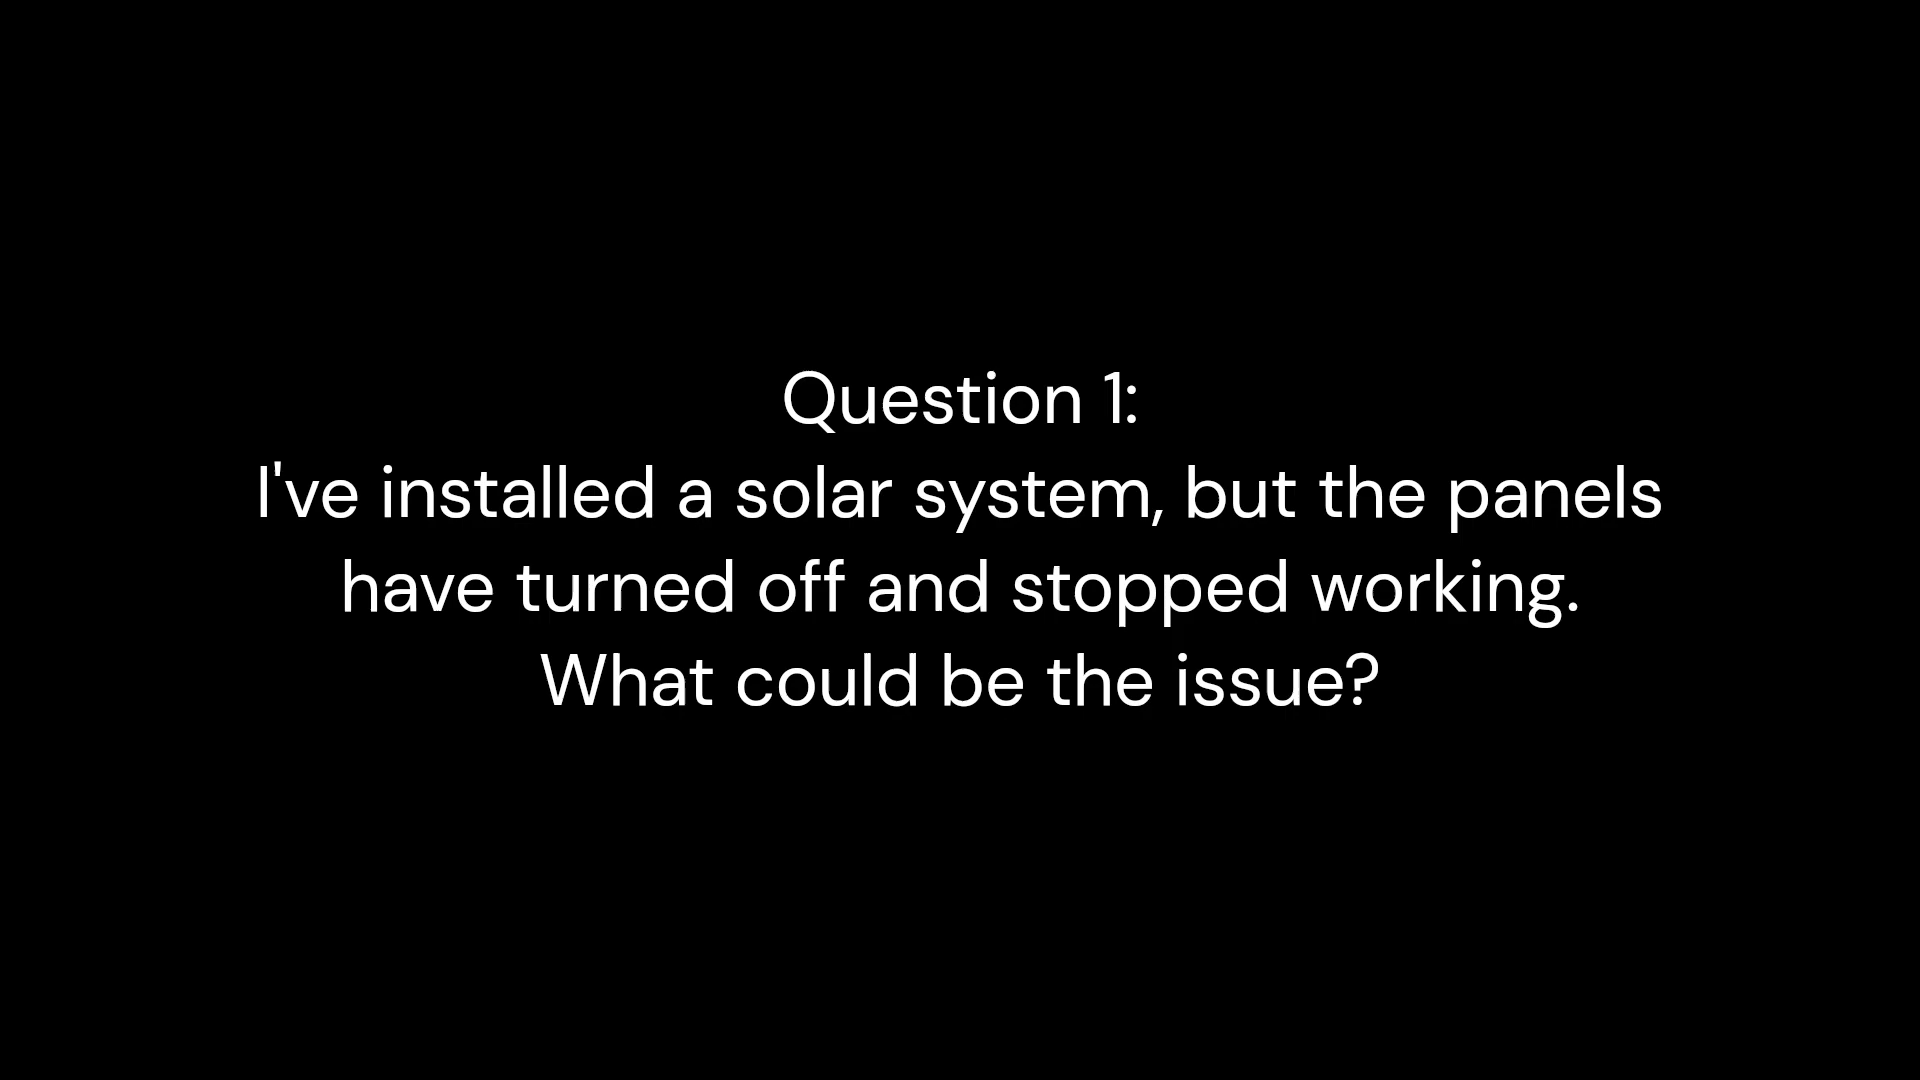 Question 1:
I've installed a solar system, but the panels
have turned off and stopped working.
What could be the issue?